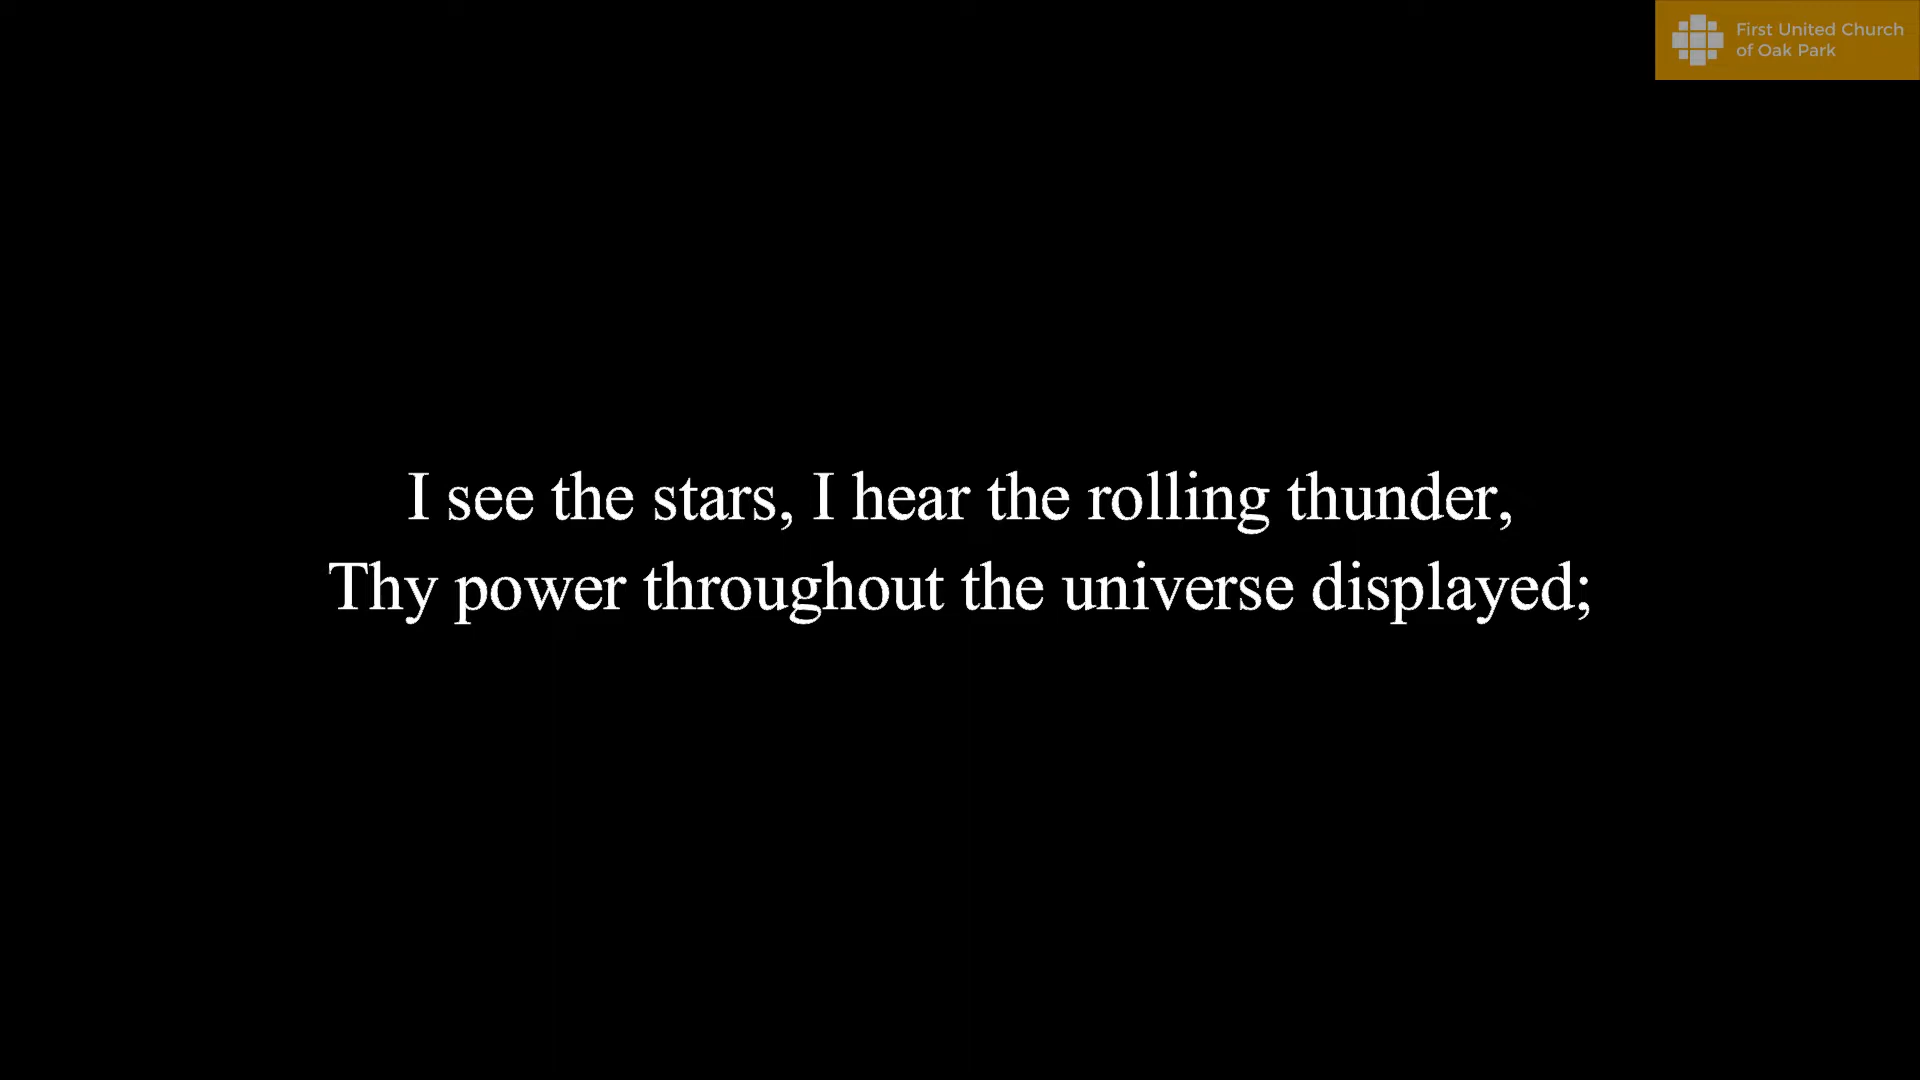 First United Church
of Oak Park
I see the stars, I hear the rolling thunder,
Thy power throughout the universe displayed;